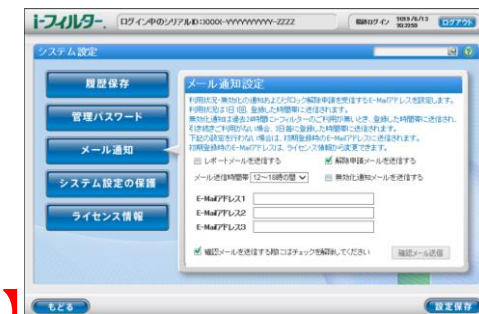 i-フィルター.
ログイン中のシリアルID:XXXX-YYYYYYYYY-ZZZZ
前回ログイン
ログアウト
システム設定
履歴保存
管理パスワード
メール通知
システム設定の保護
ライセンス情報
メール通知設定
利用状況・無効化の通知およびブロック解除申請を受信するE-Mailアドレスを設定します。
利用状況は1日1回、登録した時間帯に送信されます。
無効化通知は過去24時間にi-フィルターのご利用が無いとき、登録した時間帯に送信され、
引き続きご利用がない場合、3日毎に登録した時間帯に送信されます。
下記の設定を行わない場合は、初期登録時のE-Mailアドレスに送信されます。
初期登録時のE-Mailアドレスは、ライセンス情報から変更できます。
レポートメールを送信する
解除申請メールを送信する
メール送信時間帯 12～18時の間
無効化通知メールを送信する
E-Mailアドレス1
E-Mailアドレス2
E-Mailアドレス3
確認メールを送信する際にはチェックを解除してください
確認メール送信
もどる
設定保存